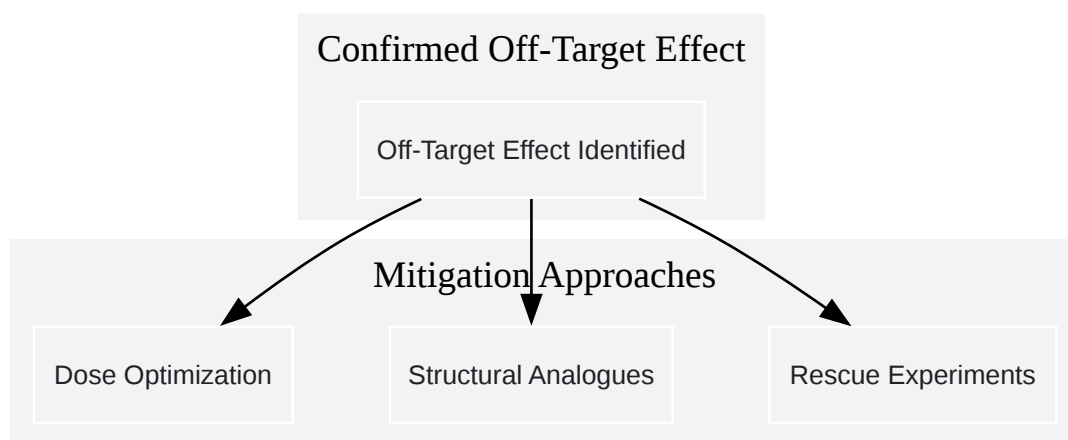 Confirmed Off-Target Effect
Off-Target Effect Identified
Mitigation Approaches
Dose Optimization
Structural Analogues
Rescue Experiments